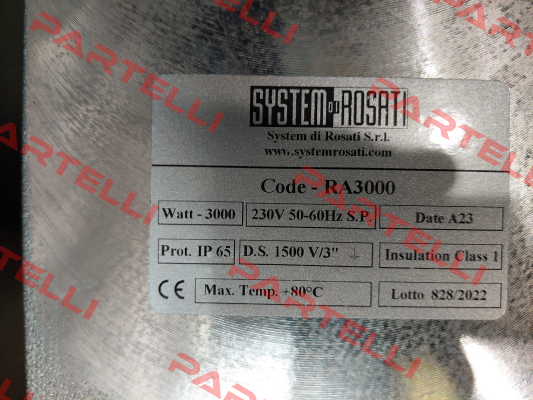 SYSTEM DI ROSATI
System di Rosati S.r.l.
www.systemrosati.com
Code - RA3000
Watt - 3000 230V 50-60Hz S.P. Date A23
Prot. IP 65 D.S. 1500 V/3" Insulation Class 1
CE Max. Temp. +80°C Lotto 828/2022
PARTELLI
PARTELLI
PARTELLI
PARTELLI
PARTELLI
PARTELLI